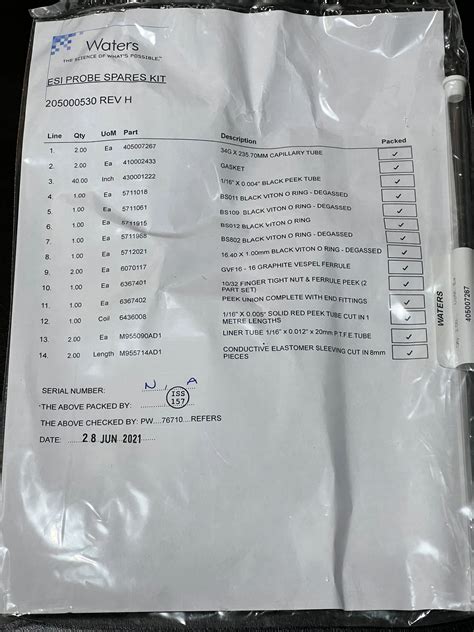 Waters
THE SCIENCE OF WHAT'S POSSIBLE.™
ESI PROBE SPARES KIT
205000530 REV H
Line Qty UoM Part Description Packed
1. 2.00 Ea 405007267 34G X 235.70MM CAPILLARY TUBE ✓
2. 2.00 Ea 410002433 GASKET ✓
3. 40.00 Inch 430001222 1/16" X 0.004" BLACK PEEK TUBE ✓
4. 1.00 Ea 5711018 BS011 BLACK VITON O RING - DEGASSED ✓
5. 1.00 Ea 5711061 BS109 BLACK VITON O RING - DEGASSED ✓
6. 1.00 Ea 5711915 BS012 BLACK VITON O RING ✓
7. 1.00 Ea 5711968 BS802 BLACK VITON O RING - DEGASSED ✓
8. 1.00 Ea 5712021 16.40 X 1.00mm BLACK VITON O RING - DEGASSED ✓
9. 2.00 Ea 6070117 GVF16 - 16 GRAPHITE VESPEL FERRULE ✓
10. 1.00 Ea 6367401 10/32 FINGER TIGHT NUT & FERRULE PEEK (2
PART SET) ✓
11. 1.00 Ea 6367402 PEEK UNION COMPLETE WITH END FITTINGS ✓
12. 1.00 Coil 6436008 1/16" X 0.005" SOLID RED PEEK TUBE CUT IN 1
METRE LENGTHS ✓
13. 2.00 Ea M955090AD1 LINER TUBE 1/16" X 0.012" x 20mm P.T.F.E.TUBE ✓
14. 2.00 Length M955714AD1 CONDUCTIVE ELASTOMER SLEEVING CUT IN 8mm
PIECES ✓
SERIAL NUMBER: N/A
THE ABOVE PACKED BY: ISS
157
THE ABOVE CHECKED BY: PW....76710....REFERS
DATE: 28 JUN 2021
WATERS
405007267